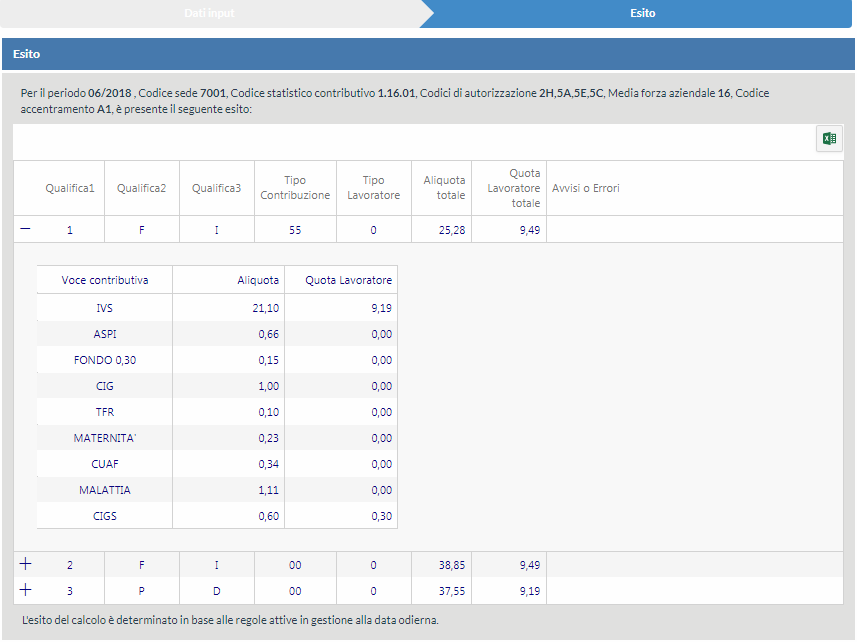 Dati input
Esito
Esito
Per il periodo 06/2018 , Codice sede 7001, Codice statistico contributivo 1.16.01, Codici di autorizzazione 2H,5A,5E,5C, Media forza aziendale 16, Codice
accentramento A1, è presente il seguente esito:
Qualifica1 Qualifica2 Qualifica3 Tipo Contribuzione Tipo Lavoratore Aliquota totale Quota Lavoratore totale Avvisi o Errori
− 1 F I 55 0 25,28 9,49
Voce contributiva Aliquota Quota Lavoratore
IVS 21,10 9,19
ASPI 0,66 0,00
FONDO 0,30 0,15 0,00
CIG 1,00 0,00
TFR 0,10 0,00
MATERNITA` 0,23 0,00
CUAF 0,34 0,00
MALATTIA 1,11 0,00
CIGS 0,60 0,30
+ 2 F I 00 0 38,85 9,49
+ 3 P D 00 0 37,55 9,19
L'esito del calcolo è determinato in base alle regole attive in gestione alla data odierna.